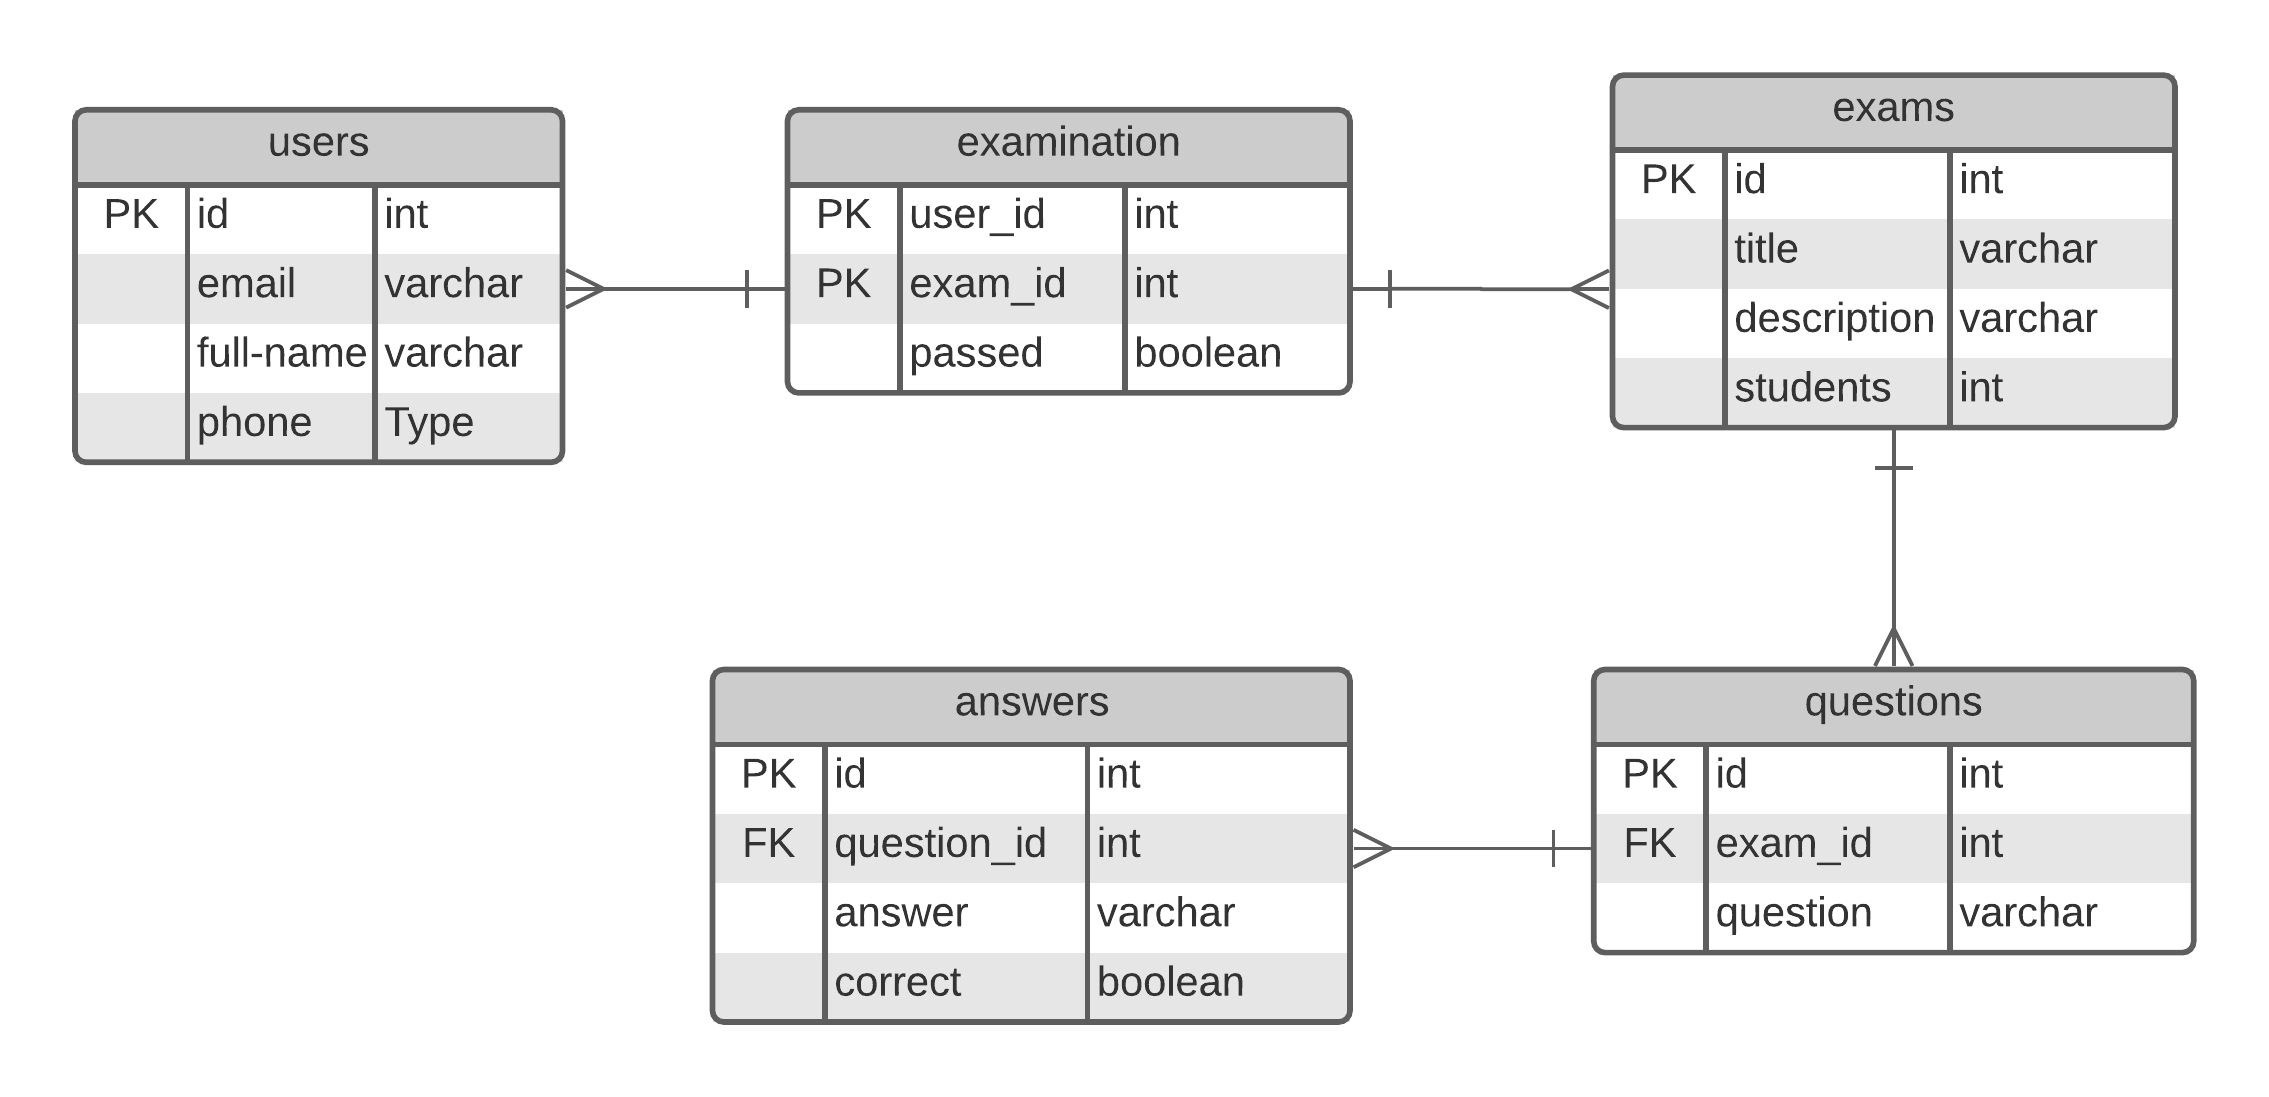 users
PK id int
email varchar
full-name varchar
phone Type
examination
PK user_id int
PK exam_id int
passed boolean
exams
PK id int
title varchar
description varchar
students int
answers
PK id int
FK question_id int
answer varchar
correct boolean
questions
PK id int
FK exam_id int
question varchar